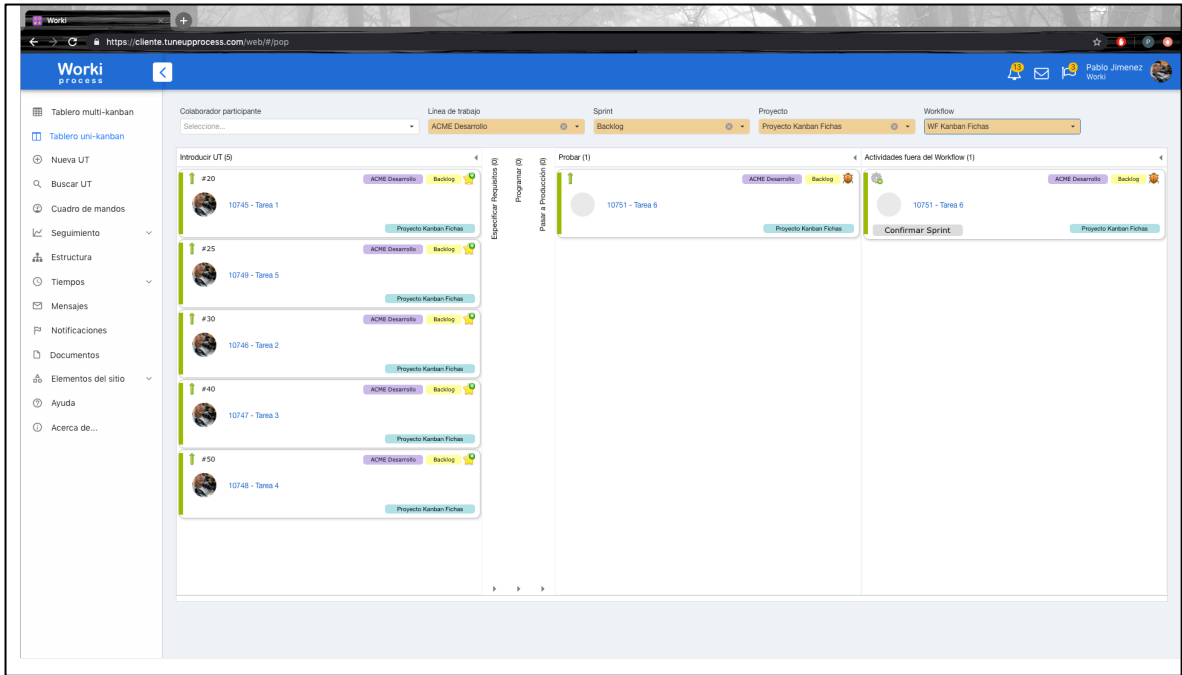 Worki
https://cliente.tuneupprocess.com/web/#/pop
P
Worki
process
13
3
Pablo Jimenez
Worki
Tablero multi-kanban
Tablero uni-kanban
Nueva UT
Buscar UT
Cuadro de mandos
Seguimiento
Estructura
Tiempos
Mensajes
Notificaciones
Documentos
Elementos del sitio
Ayuda
Acerca de...
Colaborador participante
Seleccione...
Línea de trabajo
ACME Desarrollo
Sprint
Backlog
Proyecto
Proyecto Kanban Fichas
Workflow
WF Kanban Fichas
Introducir UT (5)
#20 ACME Desarrollo Backlog
10745 - Tarea 1
Proyecto Kanban Fichas
#25 ACME Desarrollo Backlog
10749 - Tarea 5
Proyecto Kanban Fichas
#30 ACME Desarrollo Backlog
10746 - Tarea 2
Proyecto Kanban Fichas
#40 ACME Desarrollo Backlog
10747 - Tarea 3
Proyecto Kanban Fichas
#50 ACME Desarrollo Backlog
10748 - Tarea 4
Proyecto Kanban Fichas
Especificar Requisitos (0)
Programar (0)
Pasar a Producción (0)
Probar (1)
ACME Desarrollo Backlog
10751 - Tarea 6
Proyecto Kanban Fichas
Actividades fuera del Workflow (1)
ACME Desarrollo Backlog
10751 - Tarea 6
Confirmar Sprint Proyecto Kanban Fichas